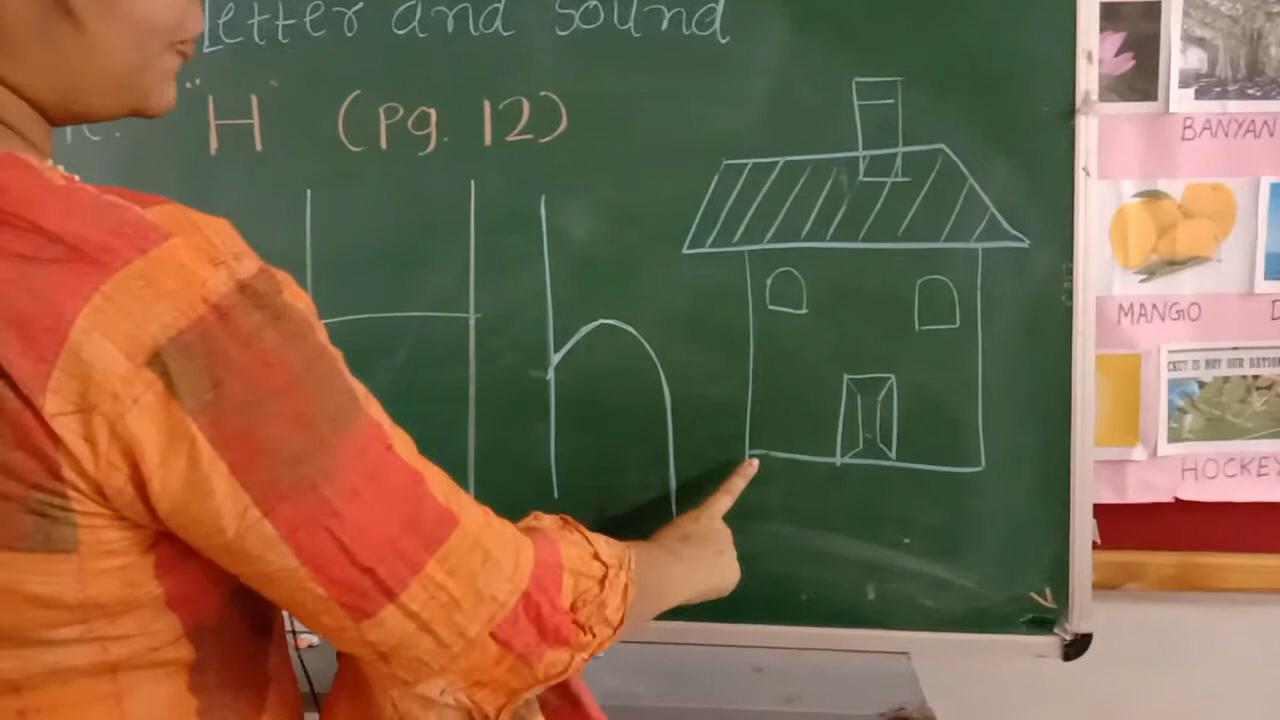 Letter and sound
"H" (Pg. 12)
H h
BANYAN
MANGO
HOCKEY